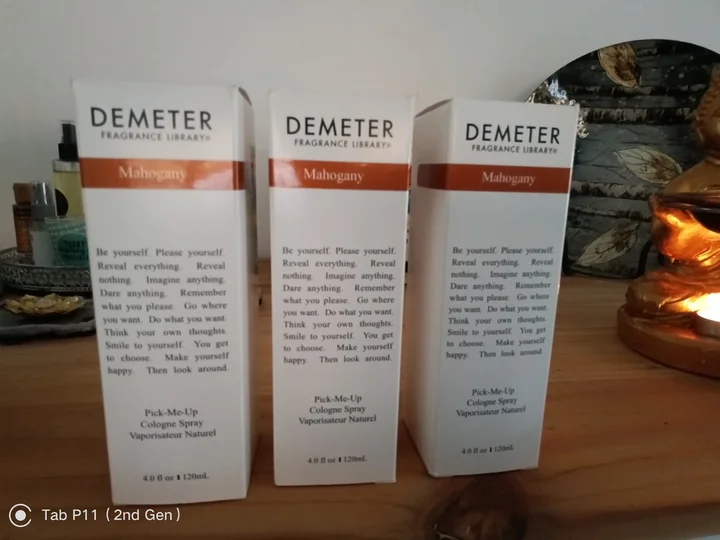 DEMETER
FRAGRANCE LIBRARY®
Mahogany
Be yourself. Please yourself.
Reveal everything. Reveal
nothing. Imagine anything.
Dare anything. Remember
what you please. Go where
you want. Do what you want.
Think your own thoughts.
Smile to yourself. You get
to choose. Make yourself
happy. Then look around.
Pick-Me-Up
Cologne Spray
Vaporisateur Naturel
4.0 fl oz 120mL
DEMETER
FRAGRANCE LIBRARY®
Mahogany
Be yourself. Please yourself.
Reveal everything. Reveal
nothing. Imagine anything.
Dare anything. Remember
what you please. Go where
you want. Do what you want.
Think your own thoughts.
Smile to yourself. You get
to choose. Make yourself
happy. Then look around.
Pick-Me-Up
Cologne Spray
Vaporisateur Naturel
4.0 fl oz 120mL
DEMETER
FRAGRANCE LIBRARY®
Mahogany
Be yourself. Please yourself.
Reveal everything. Reveal
nothing. Imagine anything.
Dare anything. Remember
what you please. Go where
you want. Do what you want.
Think your own thoughts.
Smile to yourself. You get
to choose. Make yourself
happy. Then look around.
Pick-Me-Up
Cologne Spray
Vaporisateur Naturel
4.0 fl oz 120mL
Tab P11 (2nd Gen)